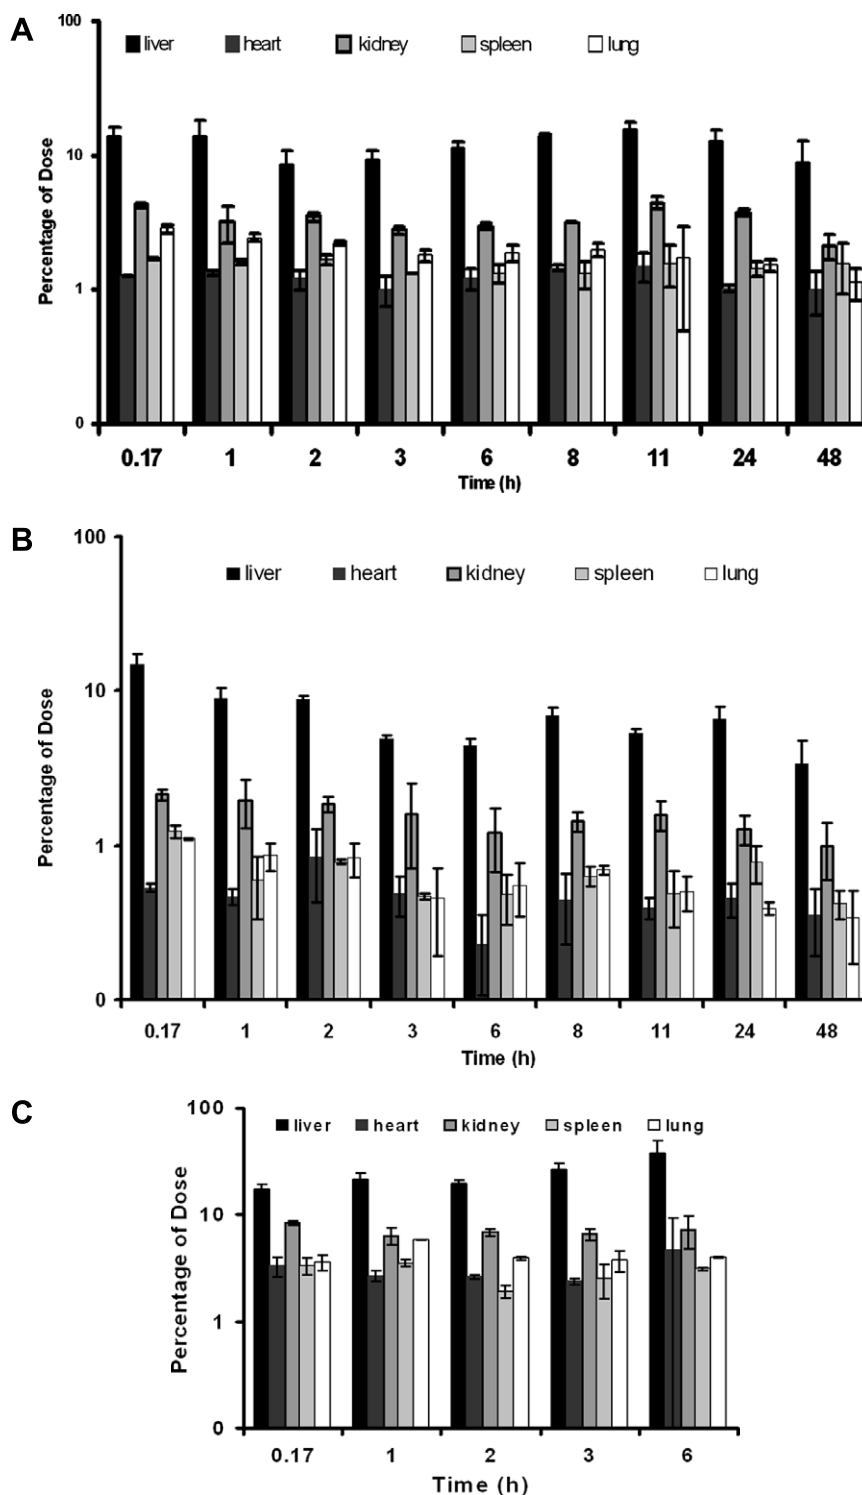 A
100
liver heart kidney spleen lung
10
1
0
Percentage of Dose
0.17 1 2 3 6 8 11 24 48
Time (h)
B
100
liver heart kidney spleen lung
10
1
0
Percentage of Dose
0.17 1 2 3 6 8 11 24 48
Time (h)
C
100
liver heart kidney spleen lung
10
1
0
Percentage of Dose
0.17 1 2 3 6
Time (h)